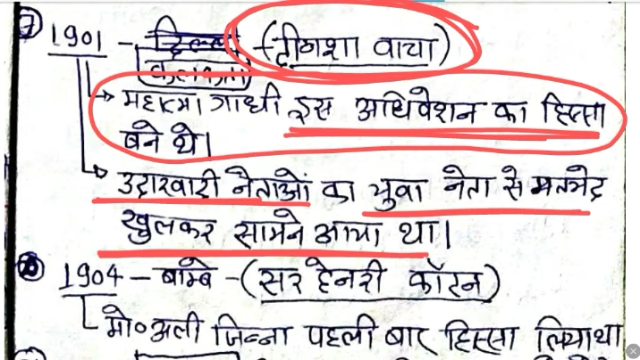 ⑦ 1901 - दिल्ली - (दीनशा वाचा)
कलकत्ता
→ महात्मा गांधी इस अधिवेशन का हिस्सा
बने थे।
→ उदारवादी नेताओं का युवा नेता से मतभेद
खुलकर सामने आया था।
1904 - बाम्बे - (सर हेनरी कॉटन)
मो० अली जिन्ना पहली बार हिस्सा लिया था